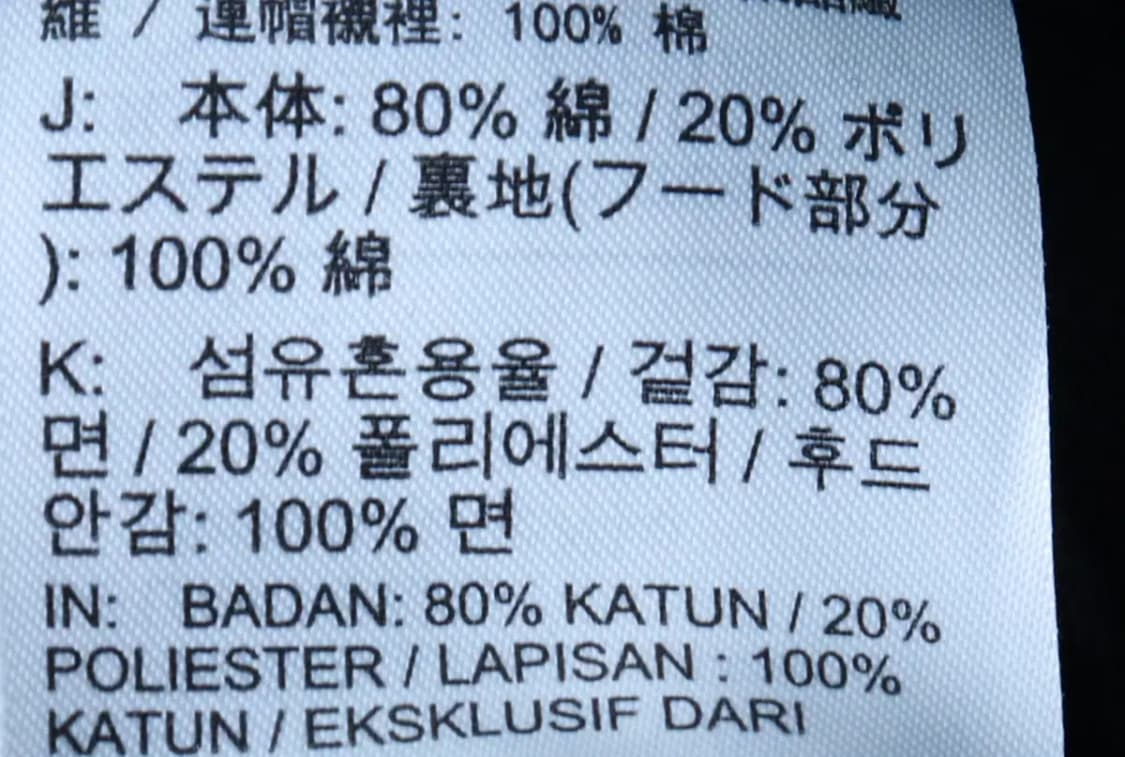 維 / 連帽襯裡: 100% 棉
J: 本体: 80% 綿 / 20% ポリ
エステル / 裏地(フード部分
): 100% 綿
K: 섬유혼용율 / 겉감: 80%
면 / 20% 폴리에스터 / 후드
안감: 100% 면
IN: BADAN: 80% KATUN / 20%
POLIESTER / LAPISAN : 100%
KATUN / EKSKLUSIF DARI